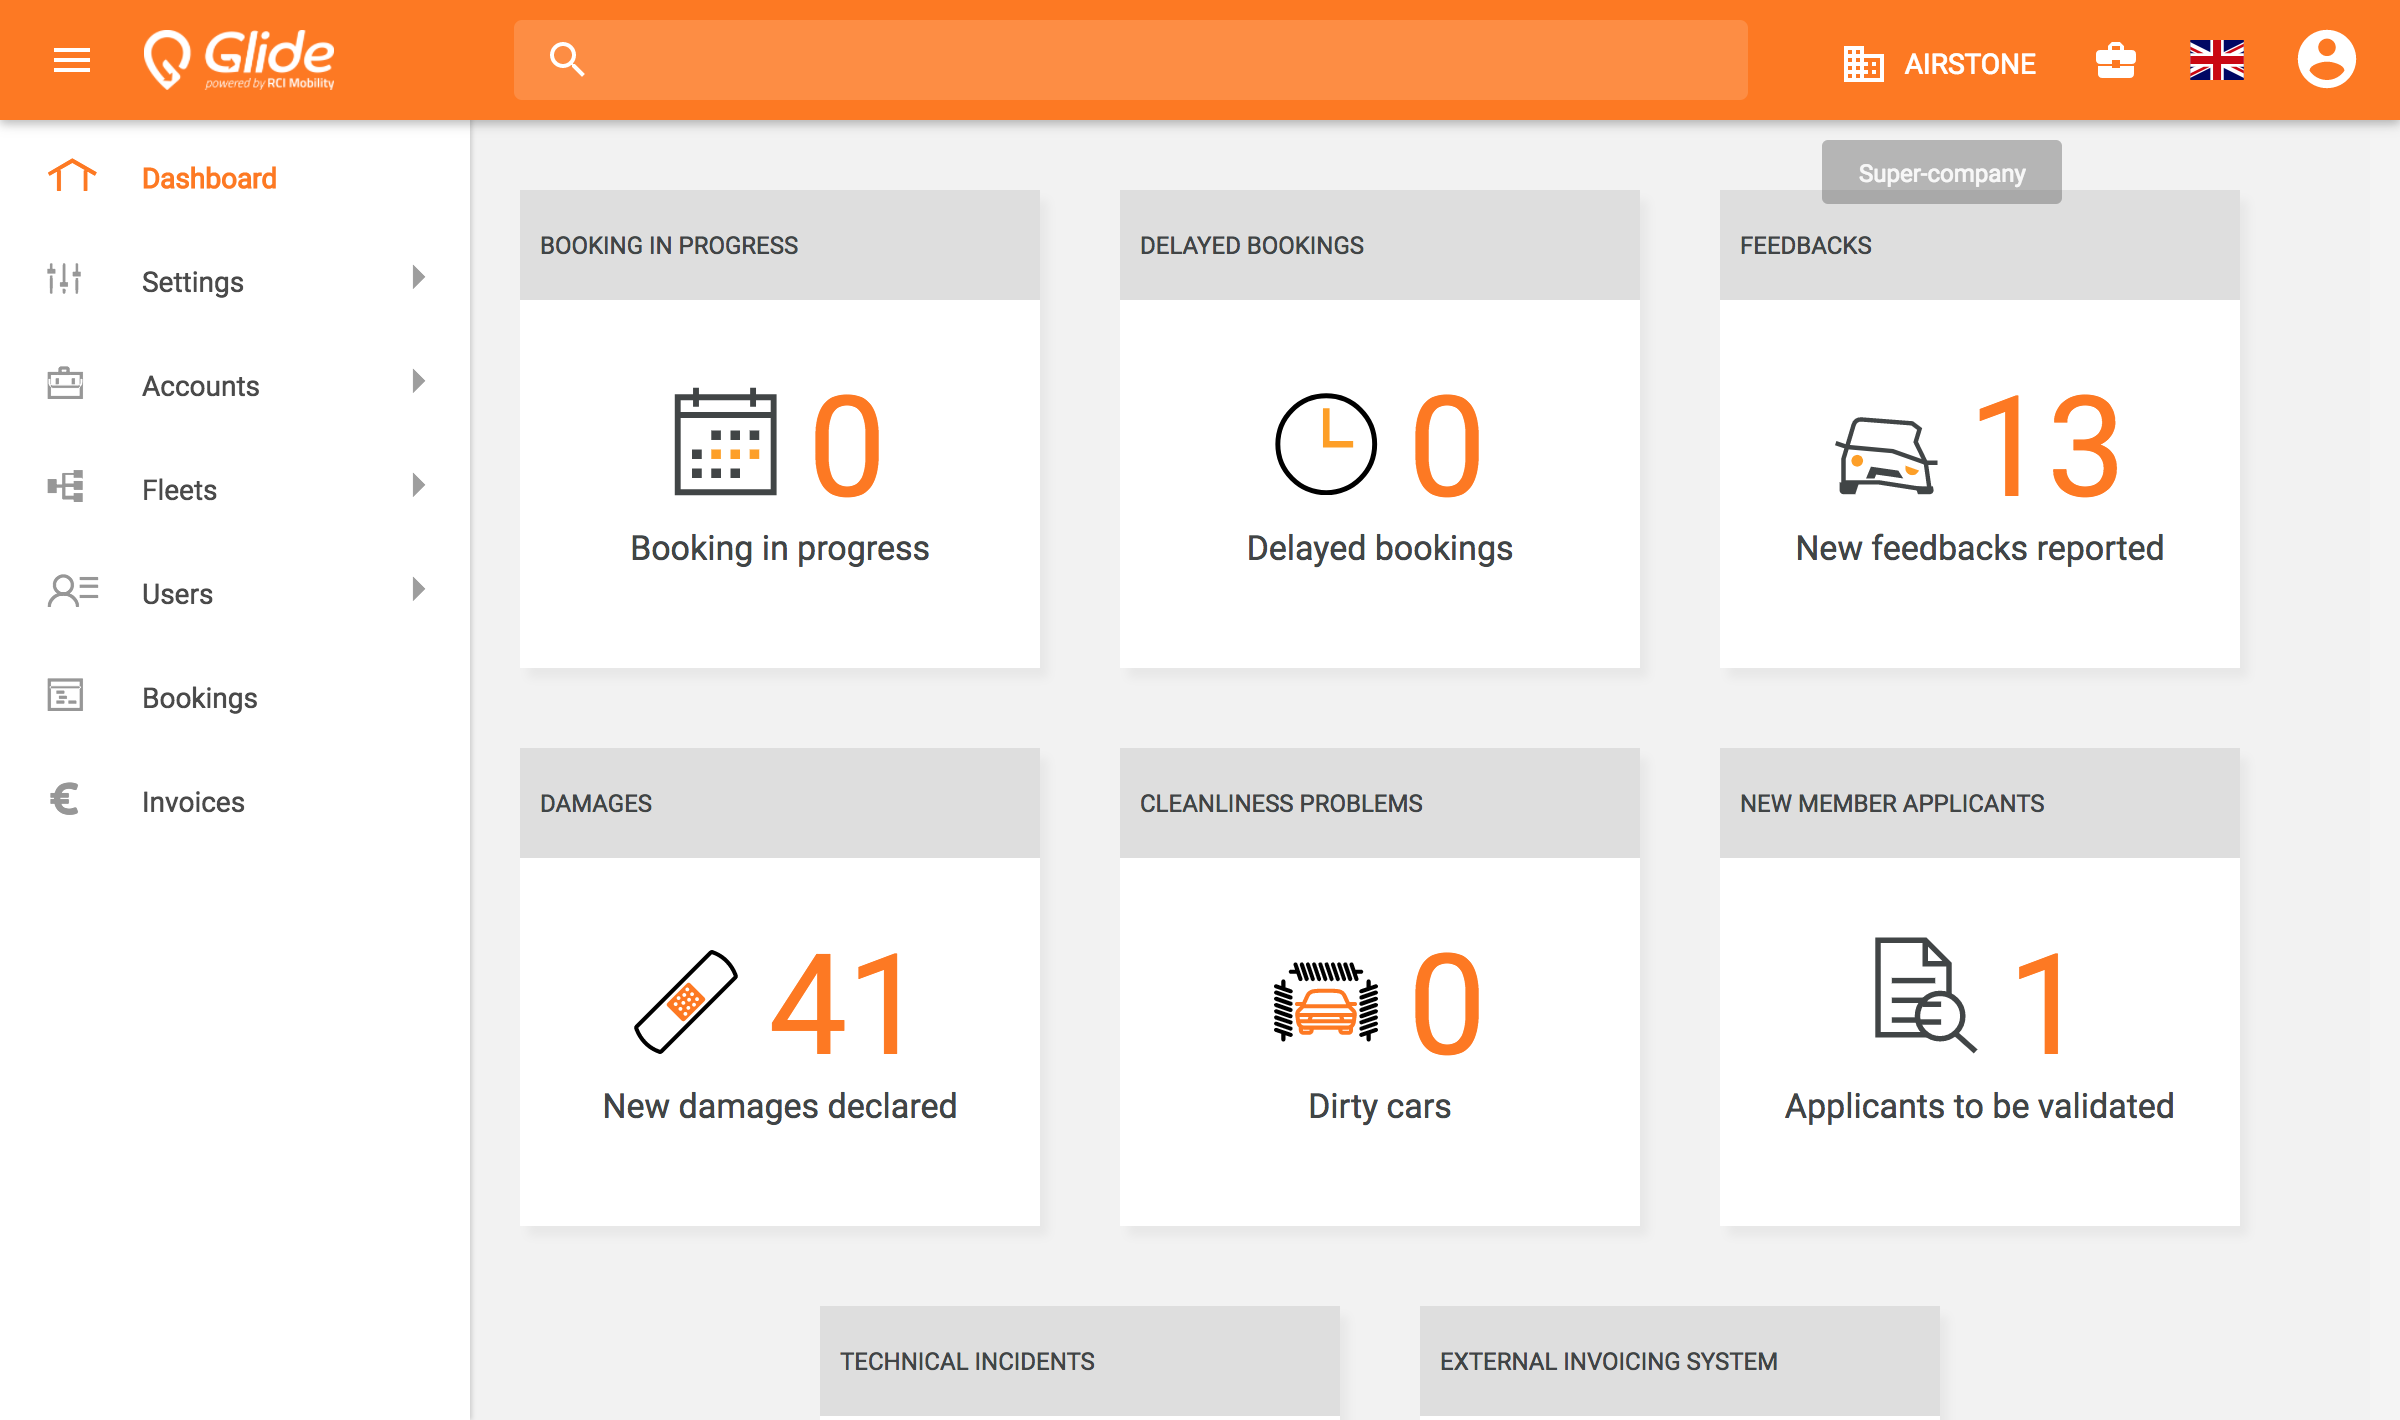 Glide
powered by RCI Mobility
AIRSTONE
Super-company
Dashboard
Settings
Accounts
Fleets
Users
Bookings
Invoices
BOOKING IN PROGRESS
0
Booking in progress
DELAYED BOOKINGS
0
Delayed bookings
FEEDBACKS
13
New feedbacks reported
DAMAGES
41
New damages declared
CLEANLINESS PROBLEMS
0
Dirty cars
NEW MEMBER APPLICANTS
1
Applicants to be validated
TECHNICAL INCIDENTS
EXTERNAL INVOICING SYSTEM